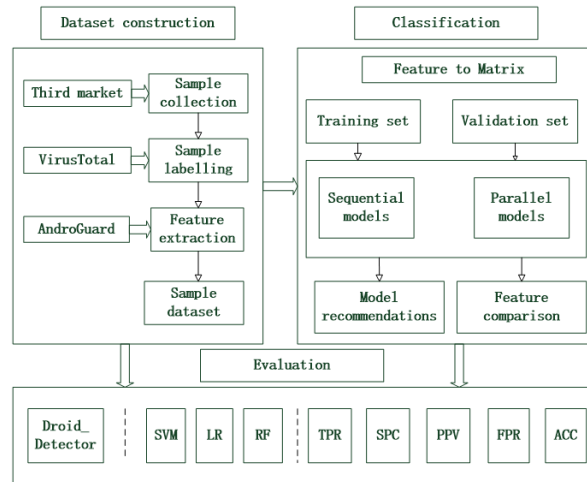 Dataset construction
Classification
Third market
Sample
collection
VirusTotal
Sample
labelling
AndroGuard
Feature
extraction
Sample
dataset
Feature to Matrix
Training set
Validation set
Sequential
models
Parallel
models
Model
recommendations
Feature
comparison
Evaluation
Droid_
Detector
SVM
LR
RF
TPR
SPC
PPV
FPR
ACC